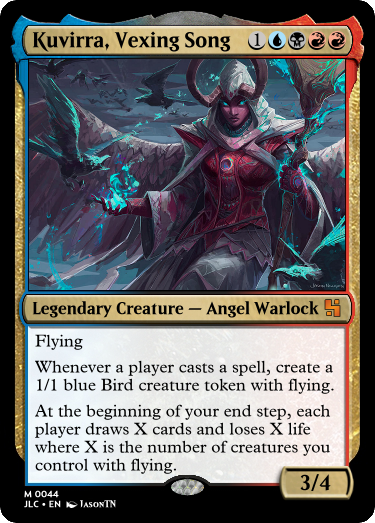 Kuvirra, Vexing Song 1
Legendary Creature — Angel Warlock
Flying
Whenever a player casts a spell, create a
1/1 blue Bird creature token with flying.
At the beginning of your end step, each
player draws X cards and loses X life
where X is the number of creatures you
control with flying.
3/4
M 0044
JLC • EN JASONTN